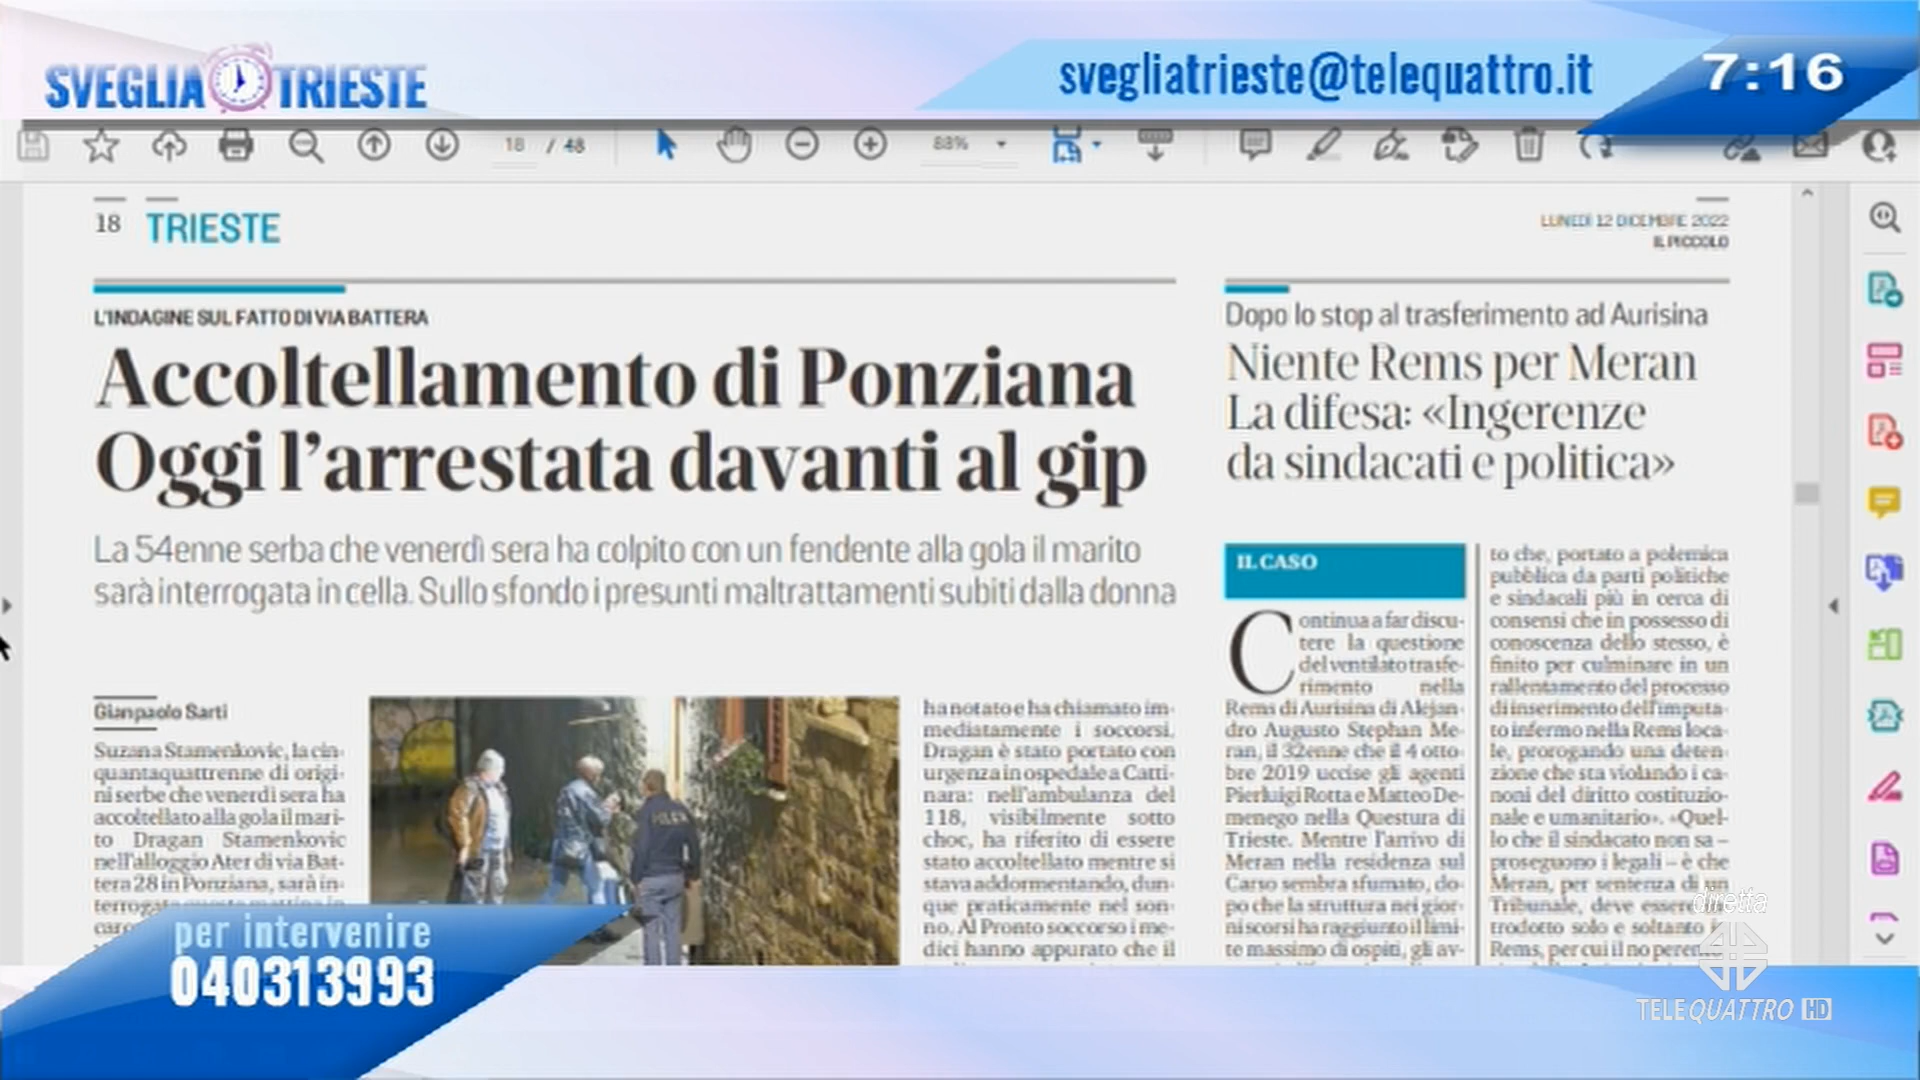 SVEGLIA TRIESTE
svegliatrieste@telequattro.it
7:16
18 / 48
88%
18 TRIESTE
LUNEDÌ 12 DICEMBRE 2022
IL PICCOLO
L'INDAGINE SUL FATTO DI VIA BATTERA
Accoltellamento di Ponziana
Oggi l'arrestata davanti al gip
La 54enne serba che venerdì sera ha colpito con un fendente alla gola il marito
sarà interrogata in cella. Sullo sfondo i presunti maltrattamenti subiti dalla donna
Gianpaolo Sarti
Suzana Stamenkovic, la cin-
quantaquattrenne di origi-
ni serbe che venerdì sera ha
accoltellato alla gola il mari-
to Dragan Stamenkovic
nell'alloggio Ater di via Bat-
tera 28 in Ponziana, sarà in-
terrogata questa mattina in
POLIZIA
ha notato e ha chiamato im-
mediatamente i soccorsi.
Dragan è stato portato con
urgenza in ospedale a Catti-
nara: nell'ambulanza del
118, visibilmente sotto
choc, ha riferito di essere
stato accoltellato mentre si
stava addormentando, dun-
que praticamente nel son-
no. Al Pronto soccorso i me-
dici hanno appurato che il
Dopo lo stop al trasferimento ad Aurisina
Niente Rems per Meran
La difesa: «Ingerenze
da sindacati e politica»
IL CASO
Continua a far discu-
tere la questione
del ventilato trasfe-
rimento nella
Rems di Aurisina di Alejan-
dro Augusto Stephan Me-
ran, il 32enne che il 4 otto-
bre 2019 uccise gli agenti
Pierluigi Rotta e Matteo De-
menego nella Questura di
Trieste. Mentre l'arrivo di
Meran nella residenza sul
Carso sembra sfumato, do-
po che la struttura nei gior-
ni scorsi ha raggiunto il limi-
te massimo di ospiti, gli av-
to che, portato a polemica
pubblica da parti politiche
e sindacali più in cerca di
consensi che in possesso di
conoscenza dello stesso, è
finito per culminare in un
rallentamento del processo
di inserimento dell'imputa-
to infermo nella Rems loca-
le, prorogando una deten-
zione che sta violando i ca-
noni del diritto costituzio-
nale e umanitario». «Quel-
lo che il sindacato non sa –
proseguono i legali – è che
Meran, per sentenza di un
Tribunale, deve essere
trodotto solo e soltanto
Rems, per cui il no
per intervenire
040313993
diretta
TELEQUATTRO HD